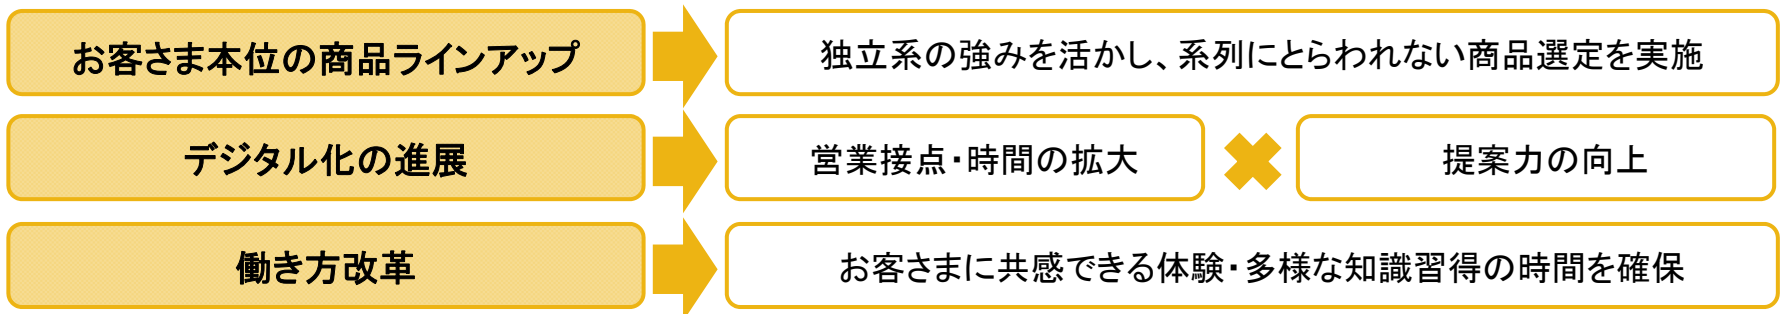 お客さま本位の商品ラインアップ
独立系の強みを活かし、系列にとらわれない商品選定を実施
デジタル化の進展
営業接点・時間の拡大
提案力の向上
働き方改革
お客さまに共感できる体験・多様な知識習得の時間を確保